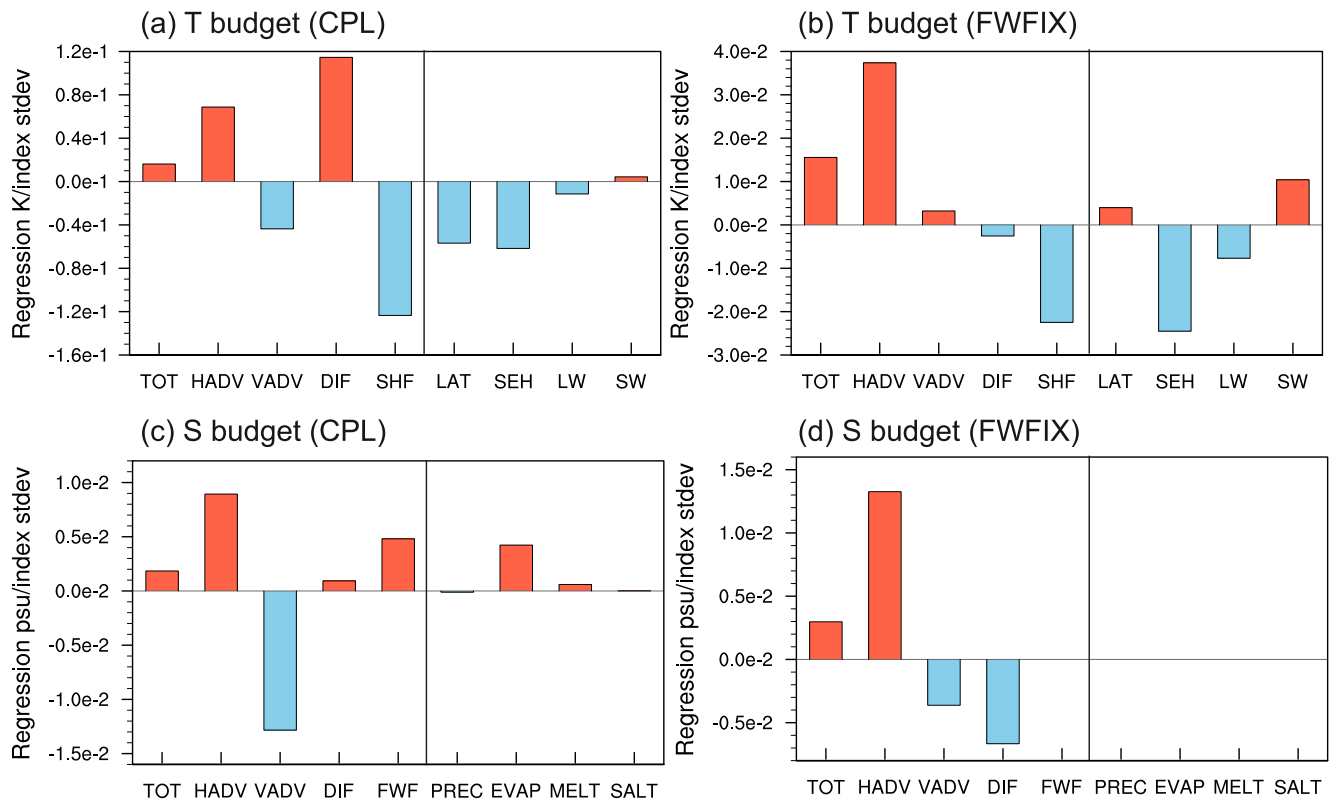 (a) T budget (CPL)
Regression K/index stdev
1.2e-1
0.8e-1
0.4e-1
0.0e-1
-0.4e-1
-0.8e-1
-1.2e-1
-1.6e-1
TOT HADV VADV DIF SHF LAT SEH LW SW
(b) T budget (FWFIX)
Regression K/index stdev
4.0e-2
3.0e-2
2.0e-2
1.0e-2
0.0e-2
-1.0e-2
-2.0e-2
-3.0e-2
TOT HADV VADV DIF SHF LAT SEH LW SW
(c) S budget (CPL)
Regression psu/index stdev
1.0e-2
0.5e-2
0.0e-2
-0.5e-2
-1.0e-2
-1.5e-2
TOT HADV VADV DIF FWF PREC EVAP MELT SALT
(d) S budget (FWFIX)
Regression psu/index stdev
1.5e-2
1.0e-2
0.5e-2
0.0e-2
-0.5e-2
TOT HADV VADV DIF FWF PREC EVAP MELT SALT